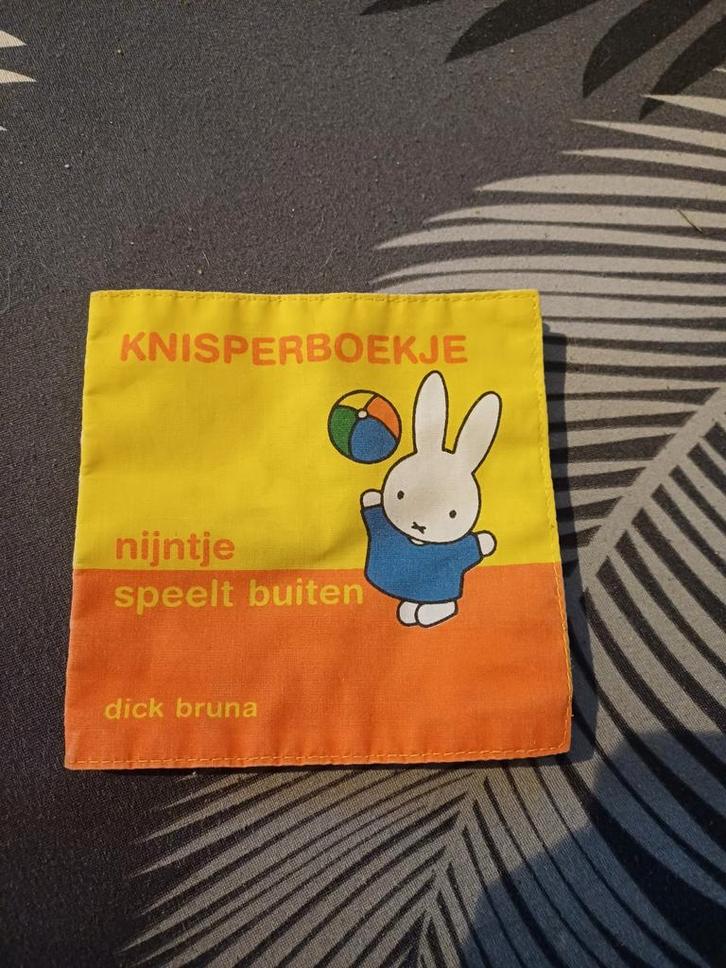 KNISPERBOEKJE
nijntje
speelt buiten
dick bruna